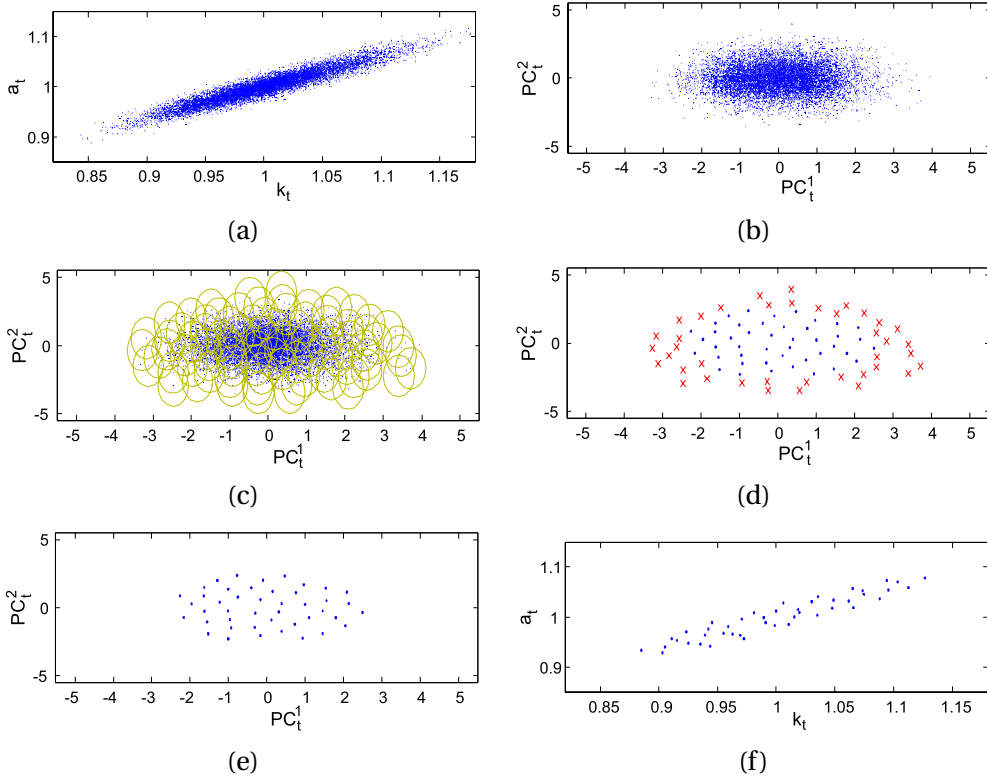 1.1
1
0.9
a_t
0.85 0.9 0.95 1 1.05 1.1 1.15
k_t
(a)
5
0
-5
PC_t^2
-5 -4 -3 -2 -1 0 1 2 3 4 5
PC_t^1
(b)
5
0
-5
PC_t^2
-5 -4 -3 -2 -1 0 1 2 3 4 5
PC_t^1
(c)
5
0
-5
PC_t^2
-5 -4 -3 -2 -1 0 1 2 3 4 5
PC_t^1
(d)
5
0
-5
PC_t^2
-5 -4 -3 -2 -1 0 1 2 3 4 5
PC_t^1
(e)
1.1
1
0.9
a_t
0.85 0.9 0.95 1 1.05 1.1 1.15
k_t
(f)